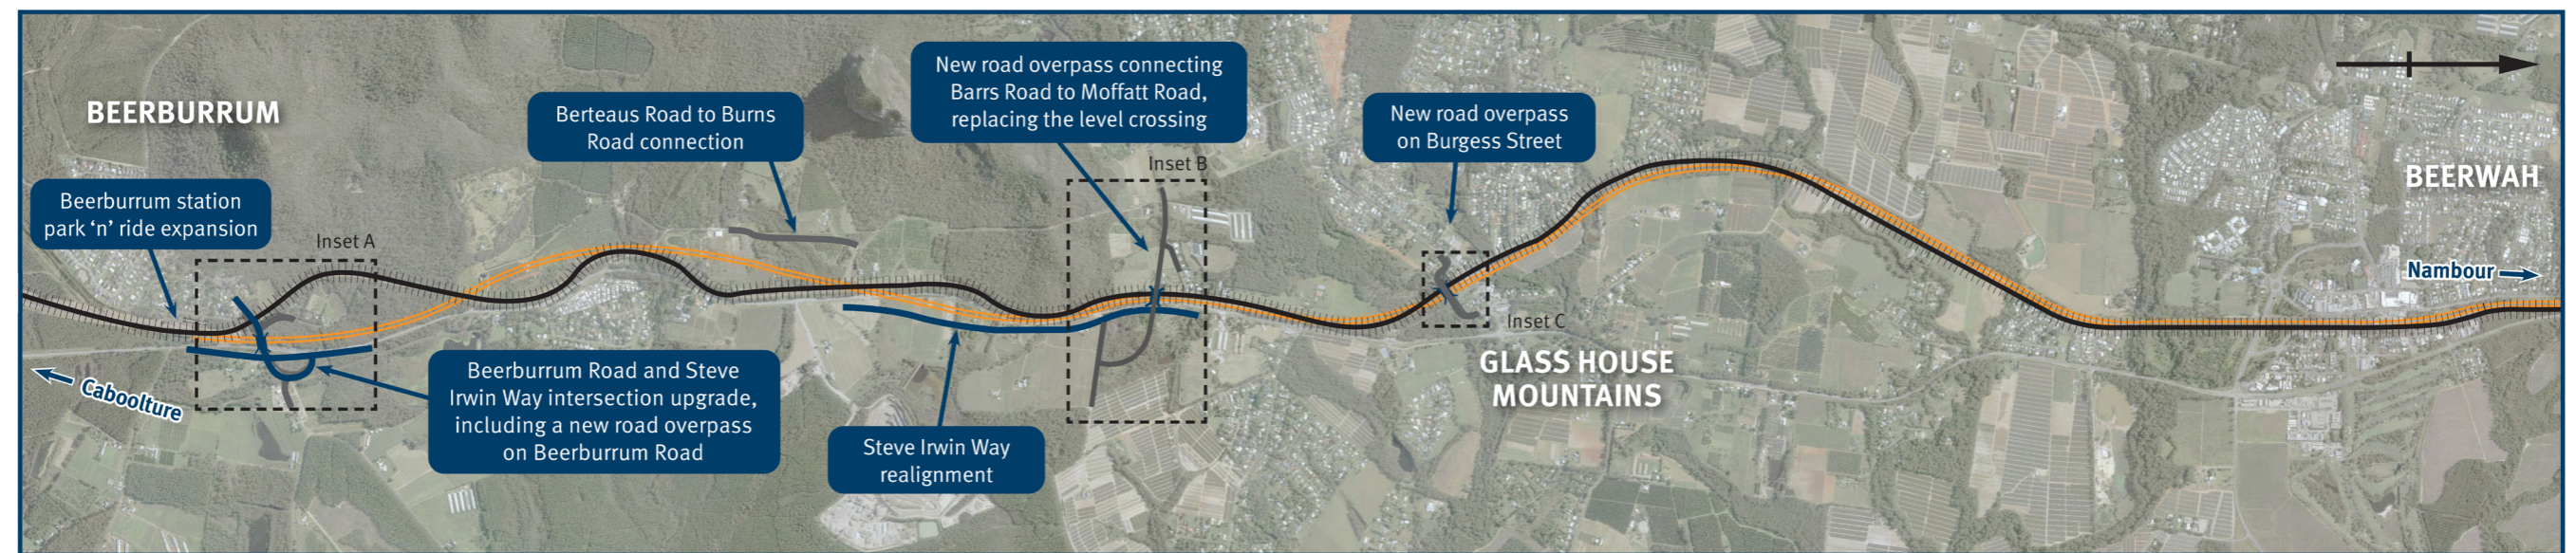 BEERBURRUM
Beerburrum station
park ‘n’ ride expansion
Inset A
Caboolture
Berteaus Road to Burns
Road connection
Beerburrum Road and Steve
Irwin Way intersection upgrade,
including a new road overpass
on Beerburrum Road
New road overpass connecting
Barrs Road to Moffatt Road,
replacing the level crossing
Inset B
Steve Irwin Way
realignment
New road overpass
on Burgess Street
Inset C
GLASS HOUSE
MOUNTAINS
BEERWAH
Nambour